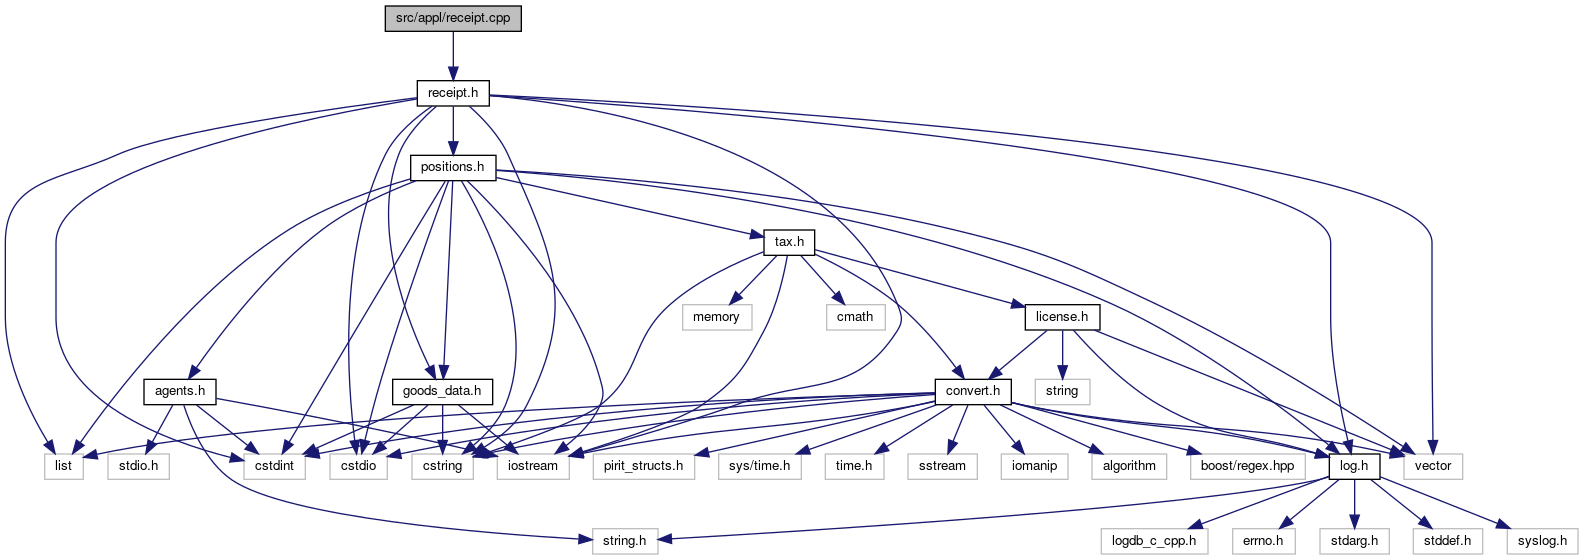 src/appl/receipt.cpp
receipt.h
positions.h
tax.h
memory
cmath
license.h
agents.h
goods_data.h
convert.h
string
list
stdio.h
cstdint
cstdio
cstring
iostream
pirit_structs.h
sys/time.h
time.h
sstream
iomanip
algorithm
boost/regex.hpp
log.h
vector
string.h
logdb_c_cpp.h
errno.h
stdarg.h
stddef.h
syslog.h